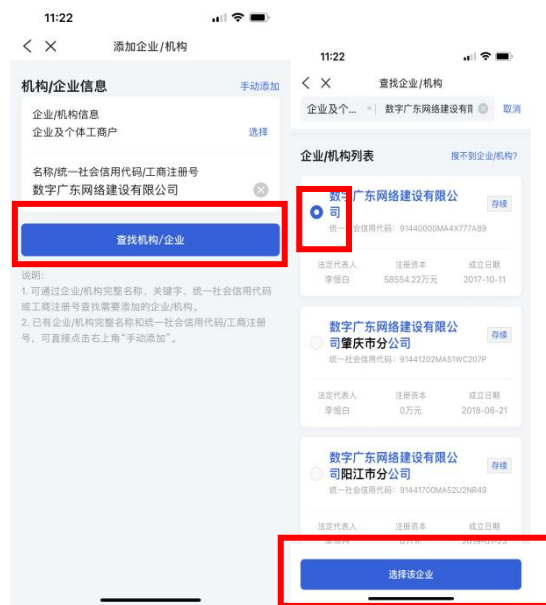 11:22
添加企业/机构
机构/企业信息
手动添加
企业/机构信息
企业及个体工商户
选择
名称/统一社会信用代码/工商注册号
数字广东网络建设有限公司
查找机构/企业
说明:
1. 可通过企业/机构完整名称、关键字、统一社会信用代码
或工商注册号查找需要添加的企业/机构。
2. 已有企业/机构完整名称和统一社会信用代码/工商注册
号，可直接点击右上角“手动添加”。
11:22
查找企业/机构
企业及个... 数字广东网络建设有限 取消
企业/机构列表
搜不到企业/机构?
数字广东网络建设有限公
司
存续
统一社会信用代码: 91440000MA4X777A89
法定代表人 注册资本 成立日期
李恒白 58554.22万元 2017-10-11
数字广东网络建设有限公
司肇庆市分公司
存续
统一社会信用代码: 91441202MA51WC207P
法定代表人 注册资本 成立日期
李恒白 0万元 2018-06-21
数字广东网络建设有限公
司阳江市分公司
存续
统一社会信用代码: 91441700MA52U2NR49
法定代表人 注册资本 成立日期
选择该企业